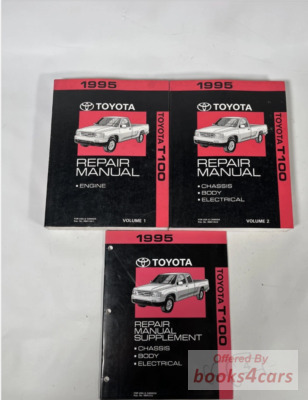 1995
TOYOTA
REPAIR
MANUAL
• ENGINE
VOLUME 1
TOYOTA T100
1995
TOYOTA
REPAIR
MANUAL
• CHASSIS
• BODY
• ELECTRICAL
VOLUME 2
TOYOTA T100
1995
TOYOTA
REPAIR
MANUAL
SUPPLEMENT
• CHASSIS
• BODY
• ELECTRICAL
TOYOTA T100
Offered By
books4cars